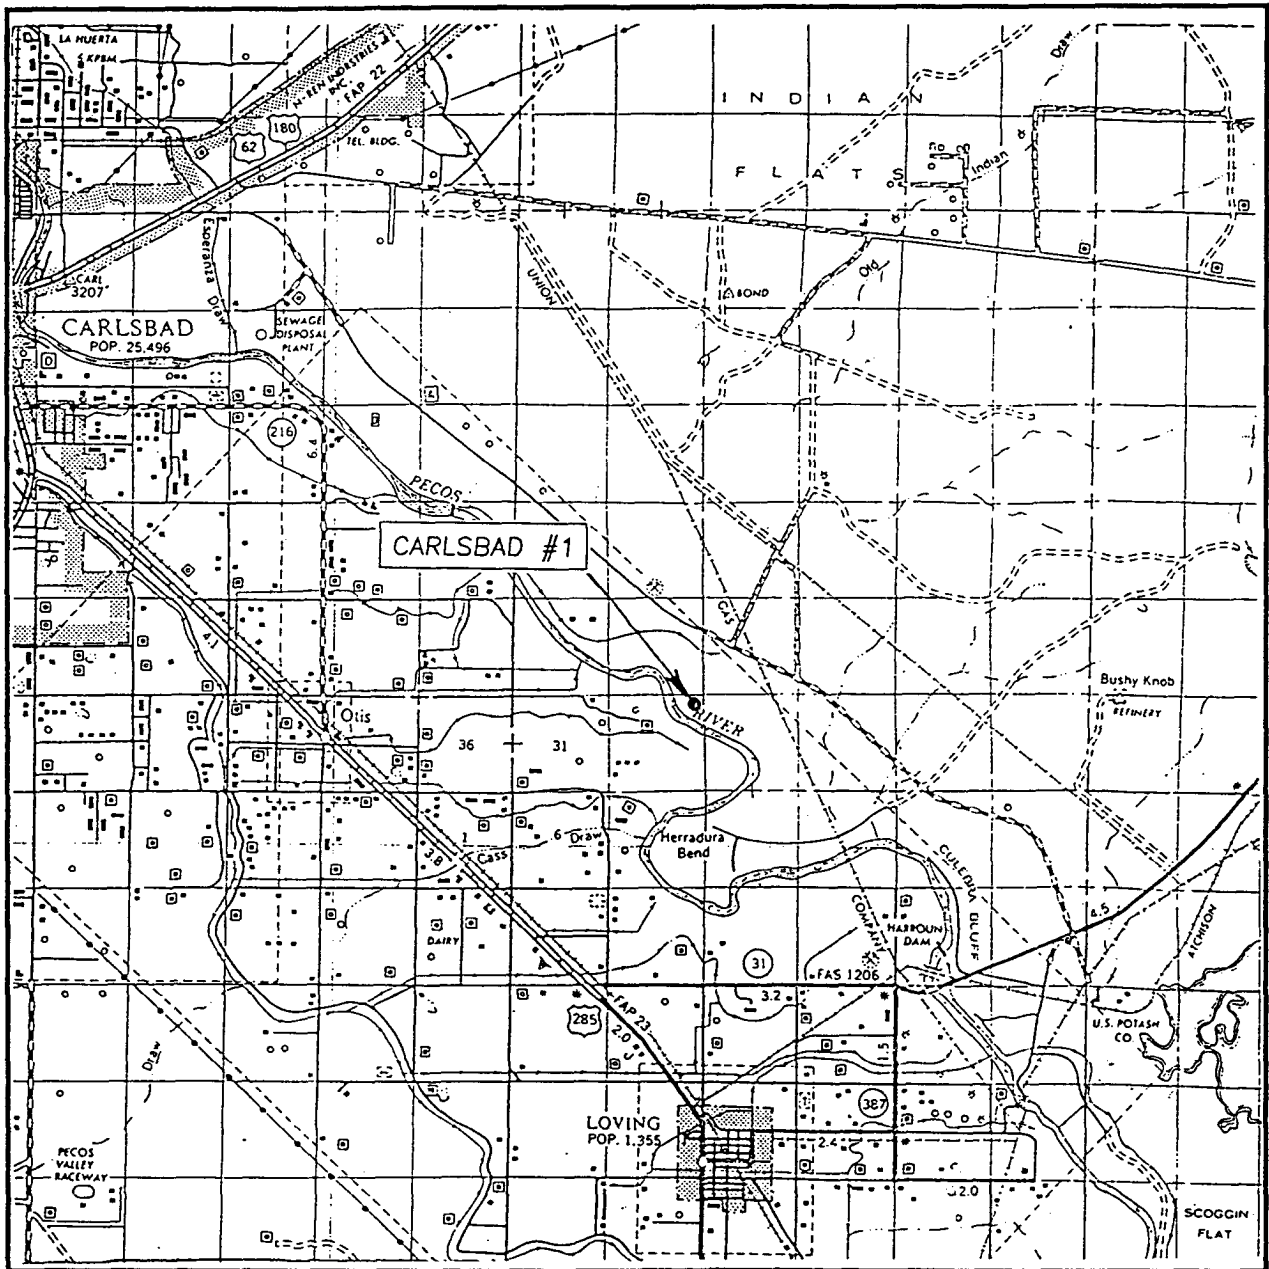 LA HUERTA
KPBM
N-REN INDUSTRIES
INC
FAP 22
180
62
TEL. BLDG.
INDIAN
FLATS
Draw
Indian
Old
Esperanza Draw
CARL
3207
UNION
BOND
CARLSBAD
POP. 25,496
SEWAGE
DISPOSAL
PLANT
D
216
6.4
PECOS
CARLSBAD #1
GAS
4.1
Bushy Knob
REFINERY
RIVER
Otis
36
31
1
6
Draw
Cass
3.8
Herradura
Bend
4
CULEBRA BLUFF
COMPANY
HARROUN
DAM
4.5
ATCHISON
DAIRY
31
FAS 1206
3.2
FAP 23
285
2.0
1.5
U.S. POTASH
CO.
Draw
LOVING
POP. 1,355
387
2.4
2.0
PECOS
VALLEY
RACEWAY
SCOGGIN
FLAT